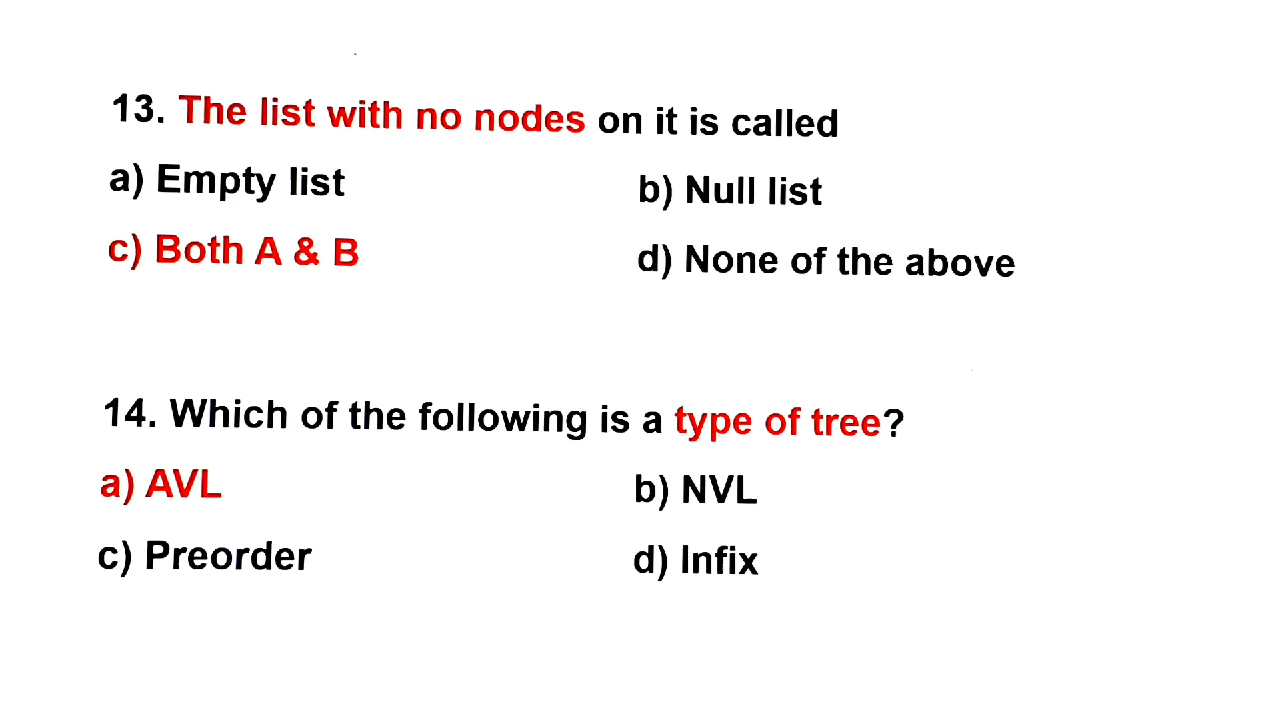 13. The list with no nodes on it is called
a) Empty list b) Null list
c) Both A & B d) None of the above
14. Which of the following is a type of tree?
a) AVL b) NVL
c) Preorder d) Infix